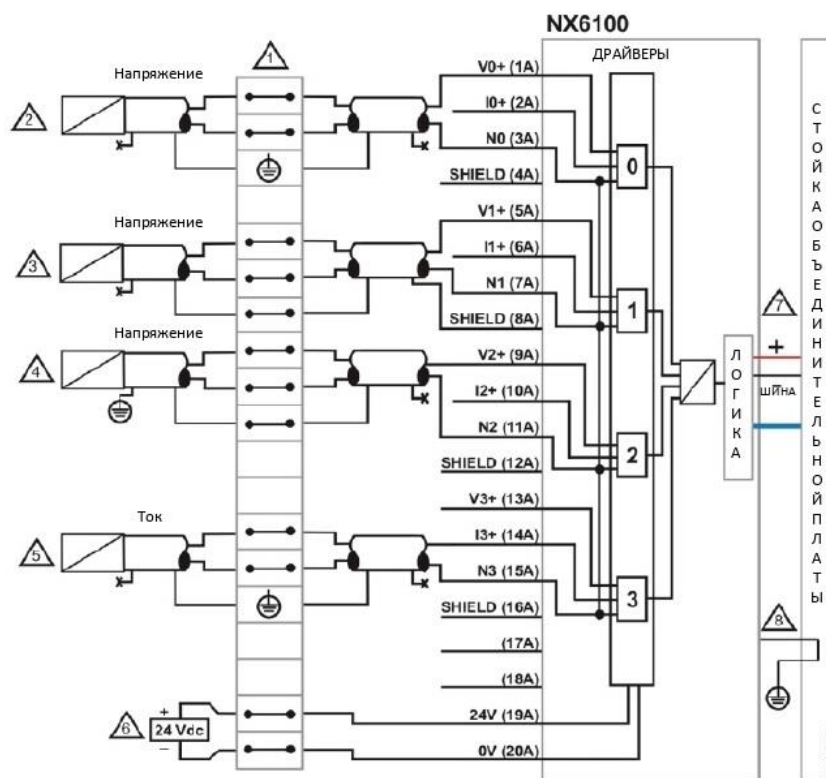 NX6100
ДРАЙВЕРЫ
1
Напряжение
2
V0+ (1A)
I0+ (2A)
N0 (3A)
SHIELD (4A)
0
Напряжение
3
V1+ (5A)
I1+ (6A)
N1 (7A)
SHIELD (8A)
1
Напряжение
4
V2+ (9A)
I2+ (10A)
N2 (11A)
SHIELD (12A)
2
Ток
5
V3+ (13A)
I3+ (14A)
N3 (15A)
SHIELD (16A)
3
(17A)
(18A)
6
+
24 Vdc
–
24V (19A)
0V (20A)
ЛОГИКА
7
+
–
ШИНА
8
СТОЙКАОБЪЕДИНИТЕЛЬНОЙПЛАТЫ